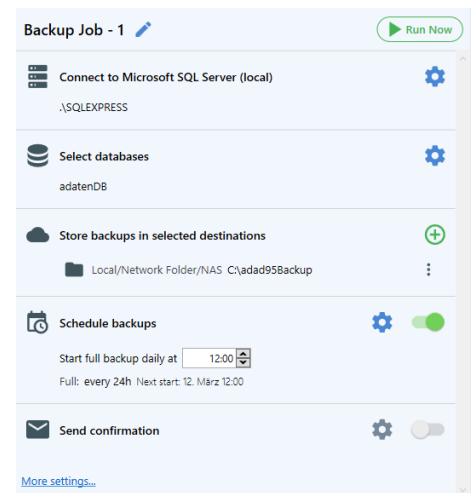 Backup Job - 1
Run Now
Connect to Microsoft SQL Server (local)
.\SQLEXPRESS
Select databases
adatenDB
Store backups in selected destinations
Local/Network Folder/NAS C:\adad95Backup
Schedule backups
Start full backup daily at 12:00
Full: every 24h Next start: 12. März 12:00
Send confirmation
More settings...